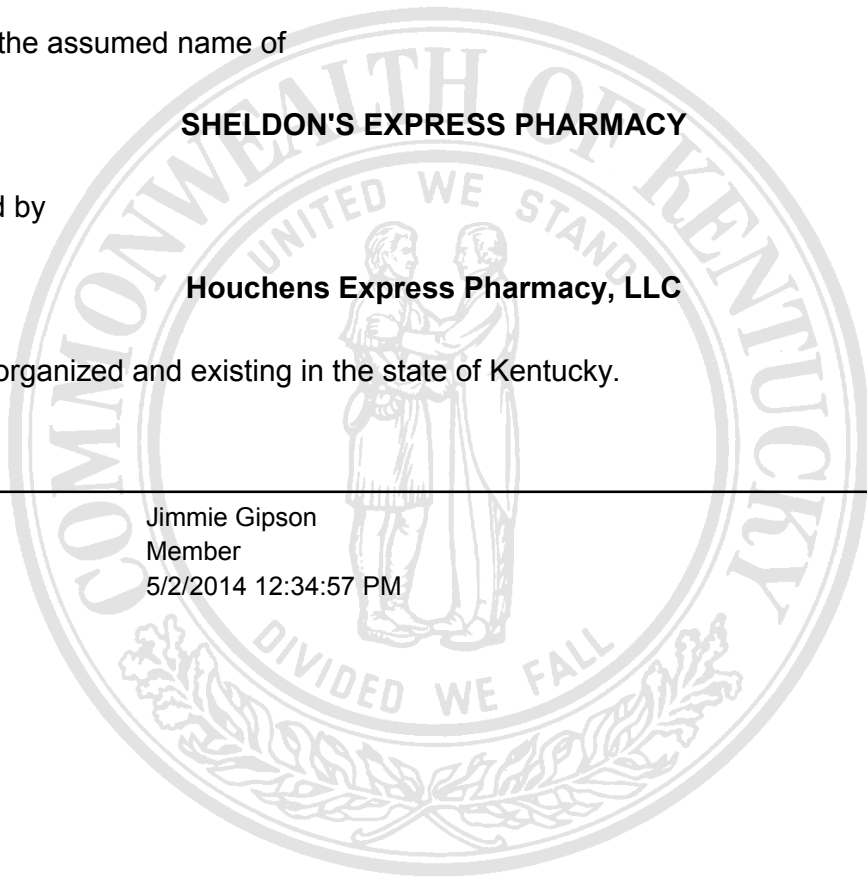 the assumed name of
SHELDON'S EXPRESS PHARMACY
d by
Houchens Express Pharmacy, LLC
organized and existing in the state of Kentucky.
Jimmie Gipson
Member
5/2/2014 12:34:57 PM
COMMONWEALTH OF KENTUCKY
UNITED WE STAND
DIVIDED WE FALL